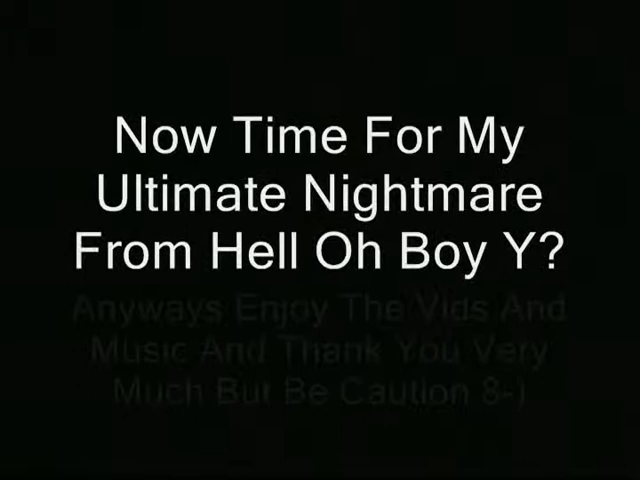 Now Time For My
Ultimate Nightmare
From Hell Oh Boy Y?
Anyways Enjoy The Vids And
Music And Thank You Very
Much But Be Caution 8-)